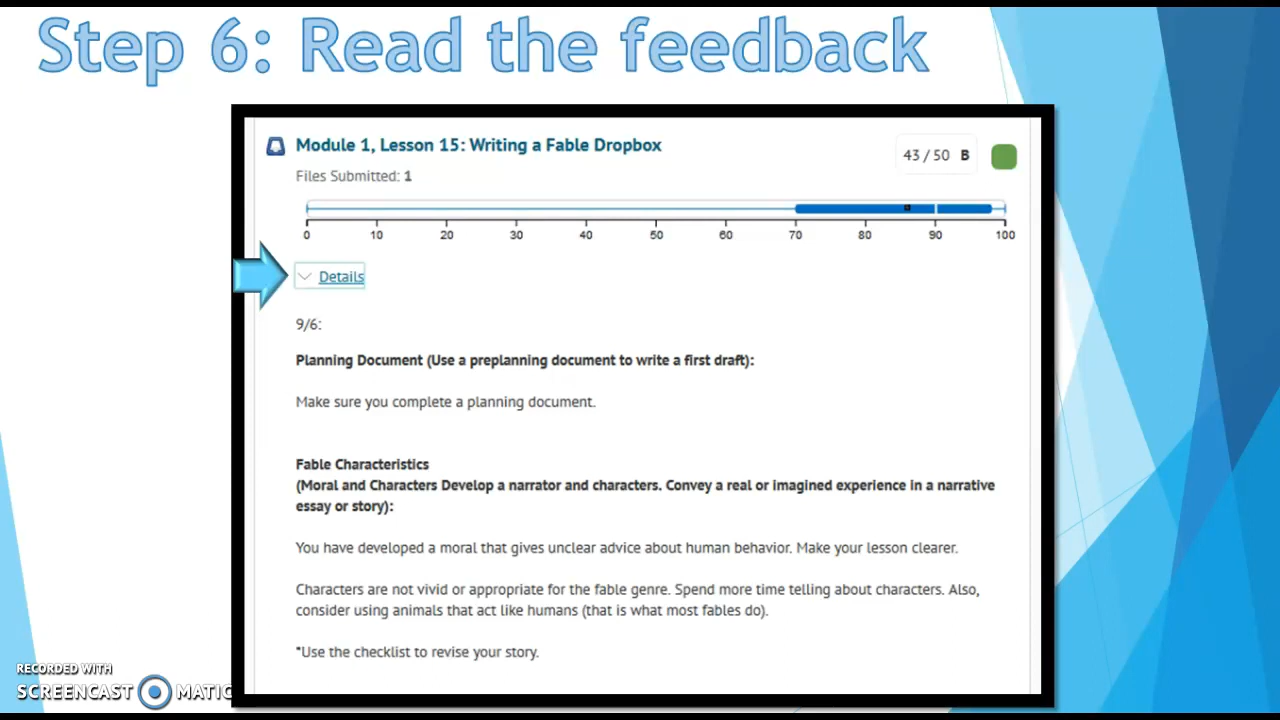 Step 6: Read the feedback
Module 1, Lesson 15: Writing a Fable Dropbox
43 / 50 B
Files Submitted: 1
0 10 20 30 40 50 60 70 80 90 100
Details
9/6:
Planning Document (Use a preplanning document to write a first draft):
Make sure you complete a planning document.
Fable Characteristics
(Moral and Characters Develop a narrator and characters. Convey a real or imagined experience in a narrative
essay or story):
You have developed a moral that gives unclear advice about human behavior. Make your lesson clearer.
Characters are not vivid or appropriate for the fable genre. Spend more time telling about characters. Also,
consider using animals that act like humans (that is what most fables do).
*Use the checklist to revise your story.
RECORDED WITH
SCREENCAST MATIC